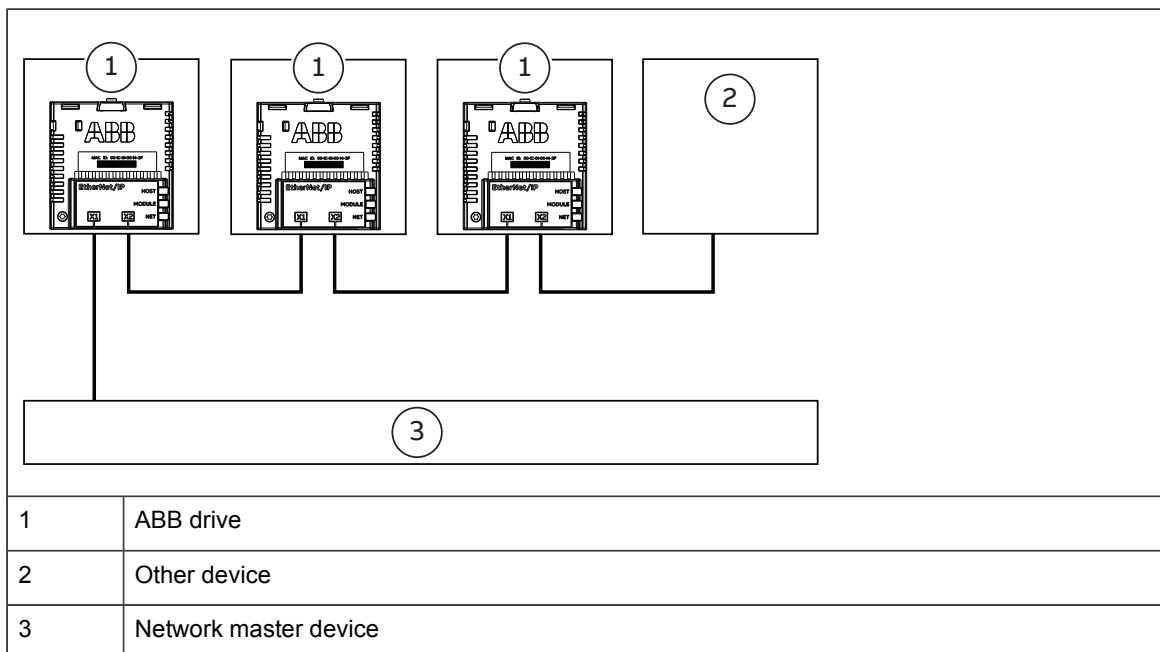 1 1 1 2
ABB ABB ABB
EtherNet/IP EtherNet/IP EtherNet/IP
HOST HOST HOST
MODULE MODULE MODULE
X1 X2 NET X1 X2 NET X1 X2 NET
3
1 ABB drive
2 Other device
3 Network master device